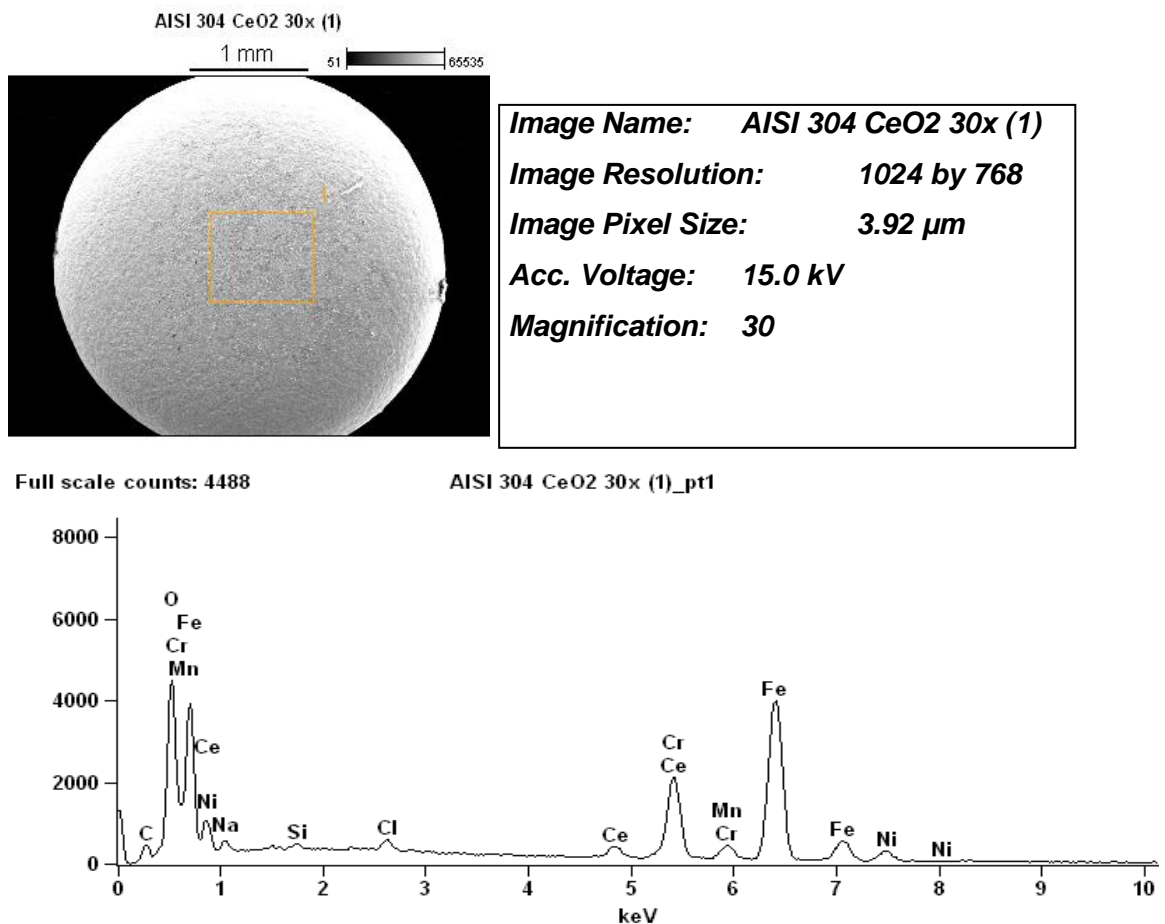 AISI 304 CeO2 30x (1)
1 mm
51
65535
Image Name: AISI 304 CeO2 30x (1)
Image Resolution: 1024 by 768
Image Pixel Size: 3.92 µm
Acc. Voltage: 15.0 kV
Magnification: 30
Full scale counts: 4488
AISI 304 CeO2 30x (1)_pt1
8000
6000
4000
2000
0
O
Fe
Cr
Mn
Ce
Ni
Na
C
Si
Cl
Ce
Cr
Ce
Mn
Cr
Fe
Fe
Ni
Ni
0 1 2 3 4 5 6 7 8 9 10
keV